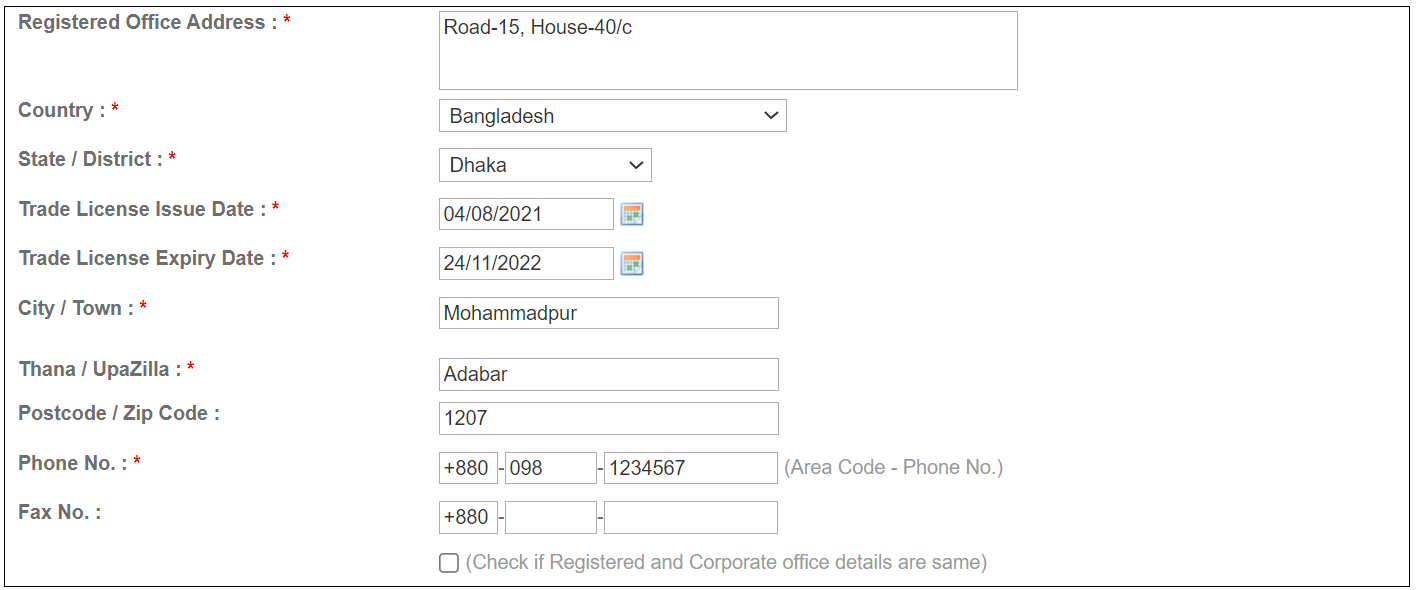 Registered Office Address : * Road-15, House-40/c
Country : * Bangladesh
State / District : * Dhaka
Trade License Issue Date : * 04/08/2021
Trade License Expiry Date : * 24/11/2022
City / Town : * Mohammadpur
Thana / UpaZilla : * Adabar
Postcode / Zip Code : 1207
Phone No. : * +880 - 098 - 1234567 (Area Code - Phone No.)
Fax No. : +880 - -
(Check if Registered and Corporate office details are same)